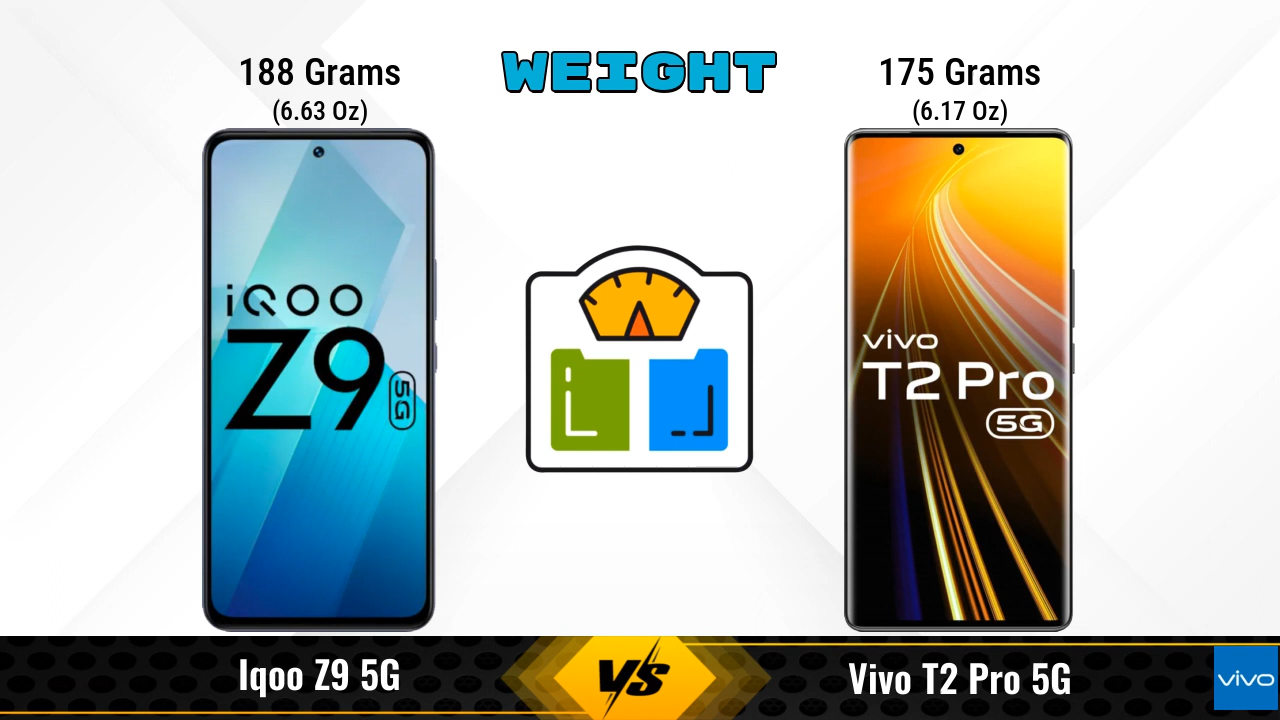 WEIGHT
188 Grams
(6.63 Oz)
175 Grams
(6.17 Oz)
iQOO
Z9
5G
vivo
T2 Pro
5G
Iqoo Z9 5G
VS
Vivo T2 Pro 5G
vivo